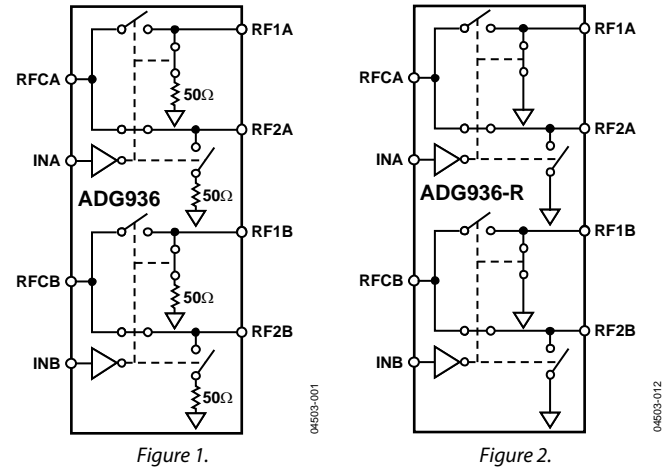 RF1A
RFCA
50Ω
RF2A
INA
50Ω
ADG936
RF1B
RFCB
50Ω
RF2B
INB
50Ω
04503-001
Figure 1.
RF1A
RFCA
RF2A
INA
ADG936-R
RF1B
RFCB
RF2B
INB
04503-012
Figure 2.